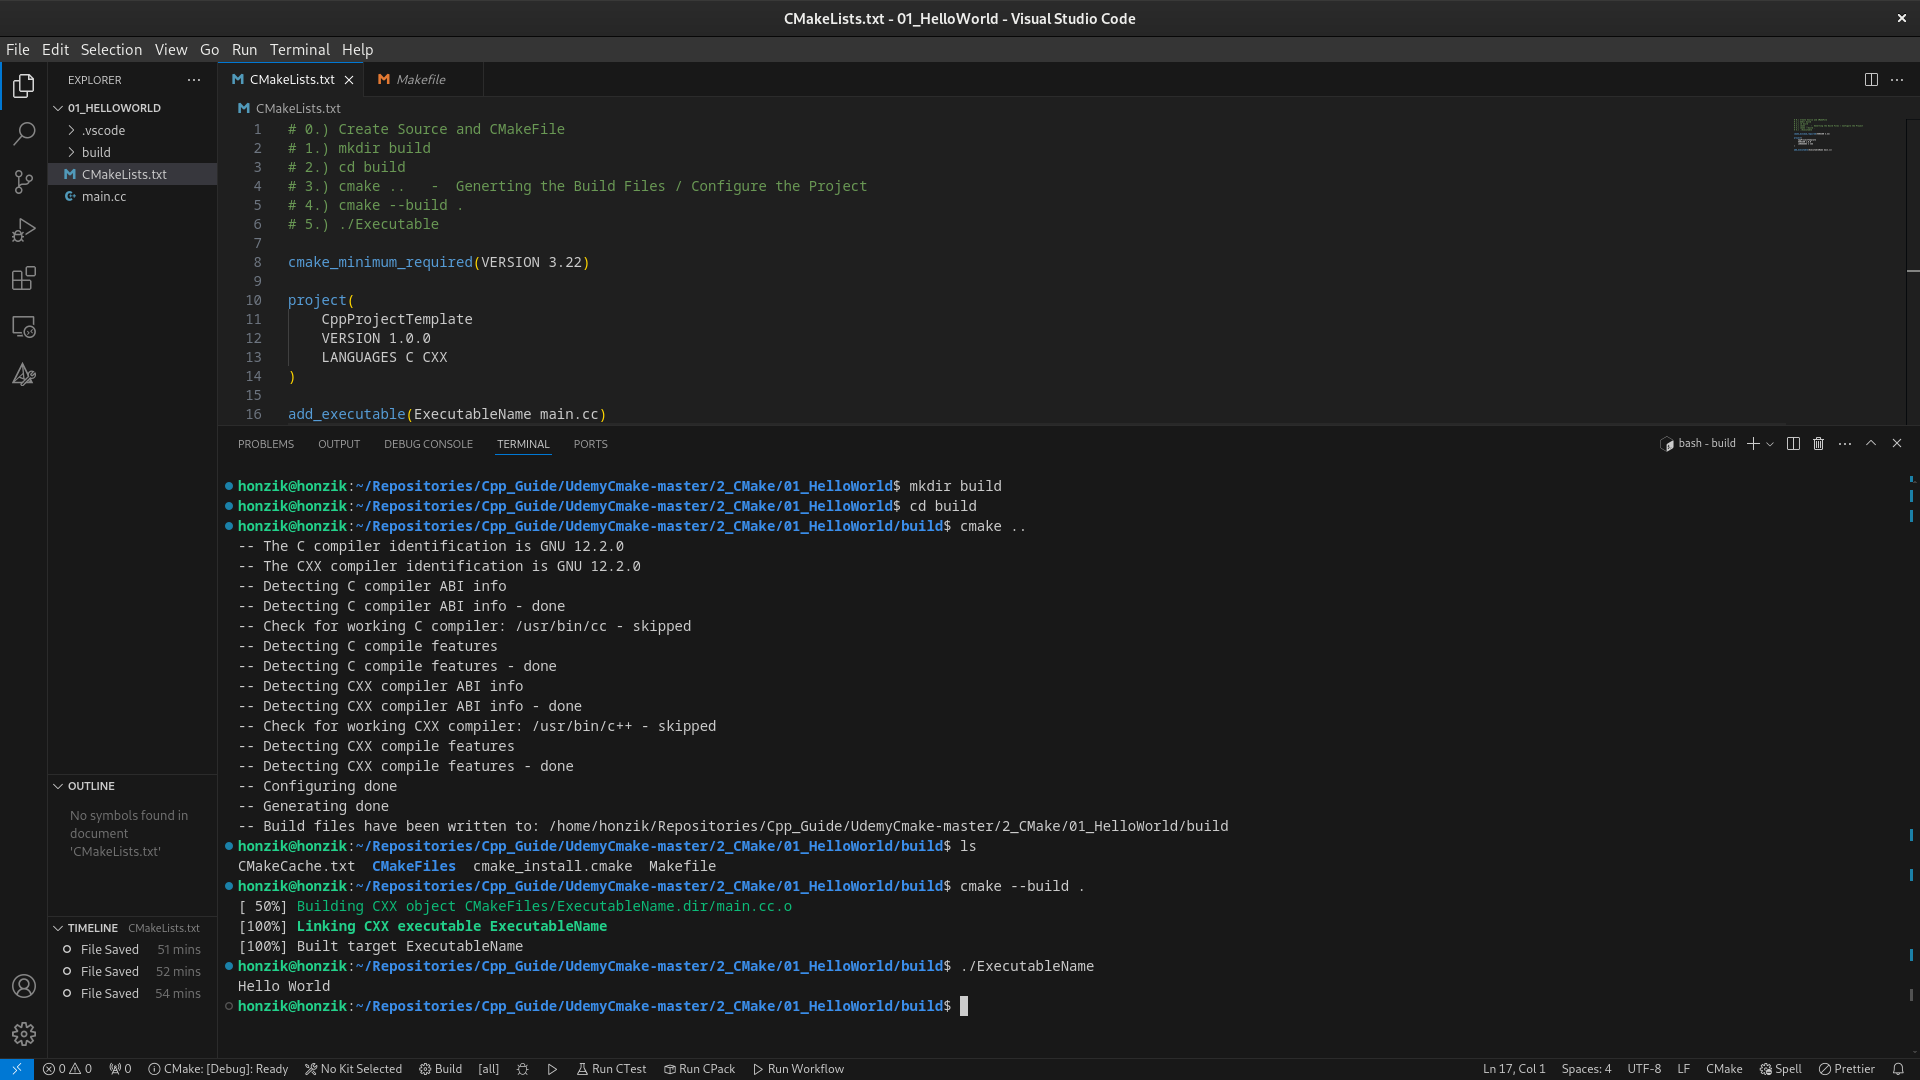 CMakeLists.txt - 01_HelloWorld - Visual Studio Code
File Edit Selection View Go Run Terminal Help
EXPLORER
01_HELLOWORLD
.vscode
build
CMakeLists.txt
main.cc
OUTLINE
No symbols found in
document
'CMakeLists.txt'
TIMELINE CMakeLists.txt
File Saved 51 mins
File Saved 52 mins
File Saved 54 mins
CMakeLists.txt Makefile
CMakeLists.txt
1 # 0.) Create Source and CMakeFile
2 # 1.) mkdir build
3 # 2.) cd build
4 # 3.) cmake ..   -  Generting the Build Files / Configure the Project
5 # 4.) cmake --build .
6 # 5.) ./Executable
7
8 cmake_minimum_required(VERSION 3.22)
9
10 project(
11     CppProjectTemplate
12     VERSION 1.0.0
13     LANGUAGES C CXX
14 )
15
16 add_executable(ExecutableName main.cc)
PROBLEMS OUTPUT DEBUG CONSOLE TERMINAL PORTS
bash - build
honzik@honzik:~/Repositories/Cpp_Guide/UdemyCmake-master/2_CMake/01_HelloWorld$ mkdir build
honzik@honzik:~/Repositories/Cpp_Guide/UdemyCmake-master/2_CMake/01_HelloWorld$ cd build
honzik@honzik:~/Repositories/Cpp_Guide/UdemyCmake-master/2_CMake/01_HelloWorld/build$ cmake ..
-- The C compiler identification is GNU 12.2.0
-- The CXX compiler identification is GNU 12.2.0
-- Detecting C compiler ABI info
-- Detecting C compiler ABI info - done
-- Check for working C compiler: /usr/bin/cc - skipped
-- Detecting C compile features
-- Detecting C compile features - done
-- Detecting CXX compiler ABI info
-- Detecting CXX compiler ABI info - done
-- Check for working CXX compiler: /usr/bin/c++ - skipped
-- Detecting CXX compile features
-- Detecting CXX compile features - done
-- Configuring done
-- Generating done
-- Build files have been written to: /home/honzik/Repositories/Cpp_Guide/UdemyCmake-master/2_CMake/01_HelloWorld/build
honzik@honzik:~/Repositories/Cpp_Guide/UdemyCmake-master/2_CMake/01_HelloWorld/build$ ls
CMakeCache.txt  CMakeFiles  cmake_install.cmake  Makefile
honzik@honzik:~/Repositories/Cpp_Guide/UdemyCmake-master/2_CMake/01_HelloWorld/build$ cmake --build .
[ 50%] Building CXX object CMakeFiles/ExecutableName.dir/main.cc.o
[100%] Linking CXX executable ExecutableName
[100%] Built target ExecutableName
honzik@honzik:~/Repositories/Cpp_Guide/UdemyCmake-master/2_CMake/01_HelloWorld/build$ ./ExecutableName
Hello World
honzik@honzik:~/Repositories/Cpp_Guide/UdemyCmake-master/2_CMake/01_HelloWorld/build$
0 0 0 CMake: [Debug]: Ready No Kit Selected Build [all] Run CTest Run CPack Run Workflow Ln 17, Col 1 Spaces: 4 UTF-8 LF CMake Spell Prettier